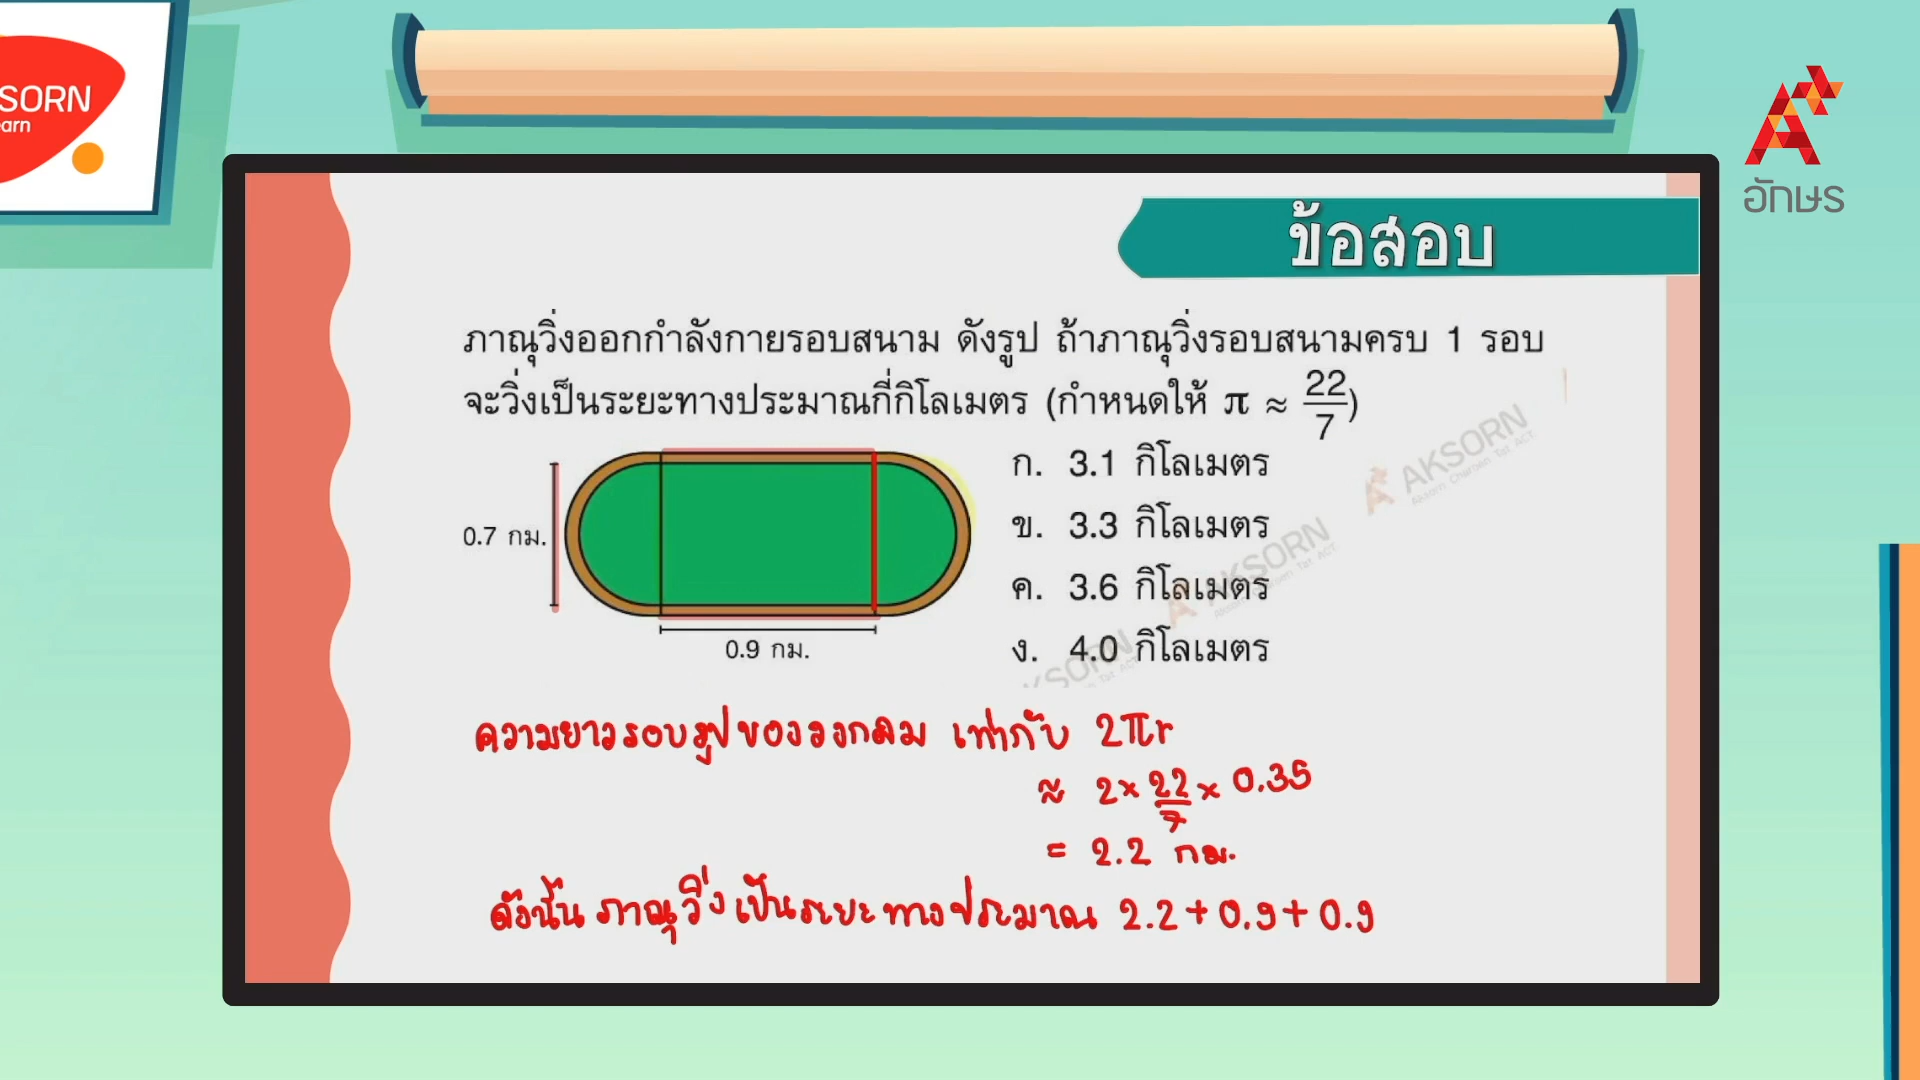 SORN
earn
อักษร
ข้อสอบ
ภาณุวิ่งออกกำลังกายรอบสนาม ดังรูป ถ้าภาณุวิ่งรอบสนามครบ 1 รอบ
จะวิ่งเป็นระยะทางประมาณกี่กิโลเมตร (กำหนดให้ π ≈ 22/7)
0.7 กม.
0.9 กม.
ก. 3.1 กิโลเมตร
ข. 3.3 กิโลเมตร
ค. 3.6 กิโลเมตร
ง. 4.0 กิโลเมตร
AKSORN
Aksorn Charoen Tat ACT
AKSORN
KSORN
ความยาวรอบรูปของวงกลม เท่ากับ 2πr
≈ 2 × 22/7 × 0.35
= 2.2 กม.
ดังนั้น ภาณุวิ่งเป็นระยะทางประมาณ 2.2 + 0.9 + 0.9